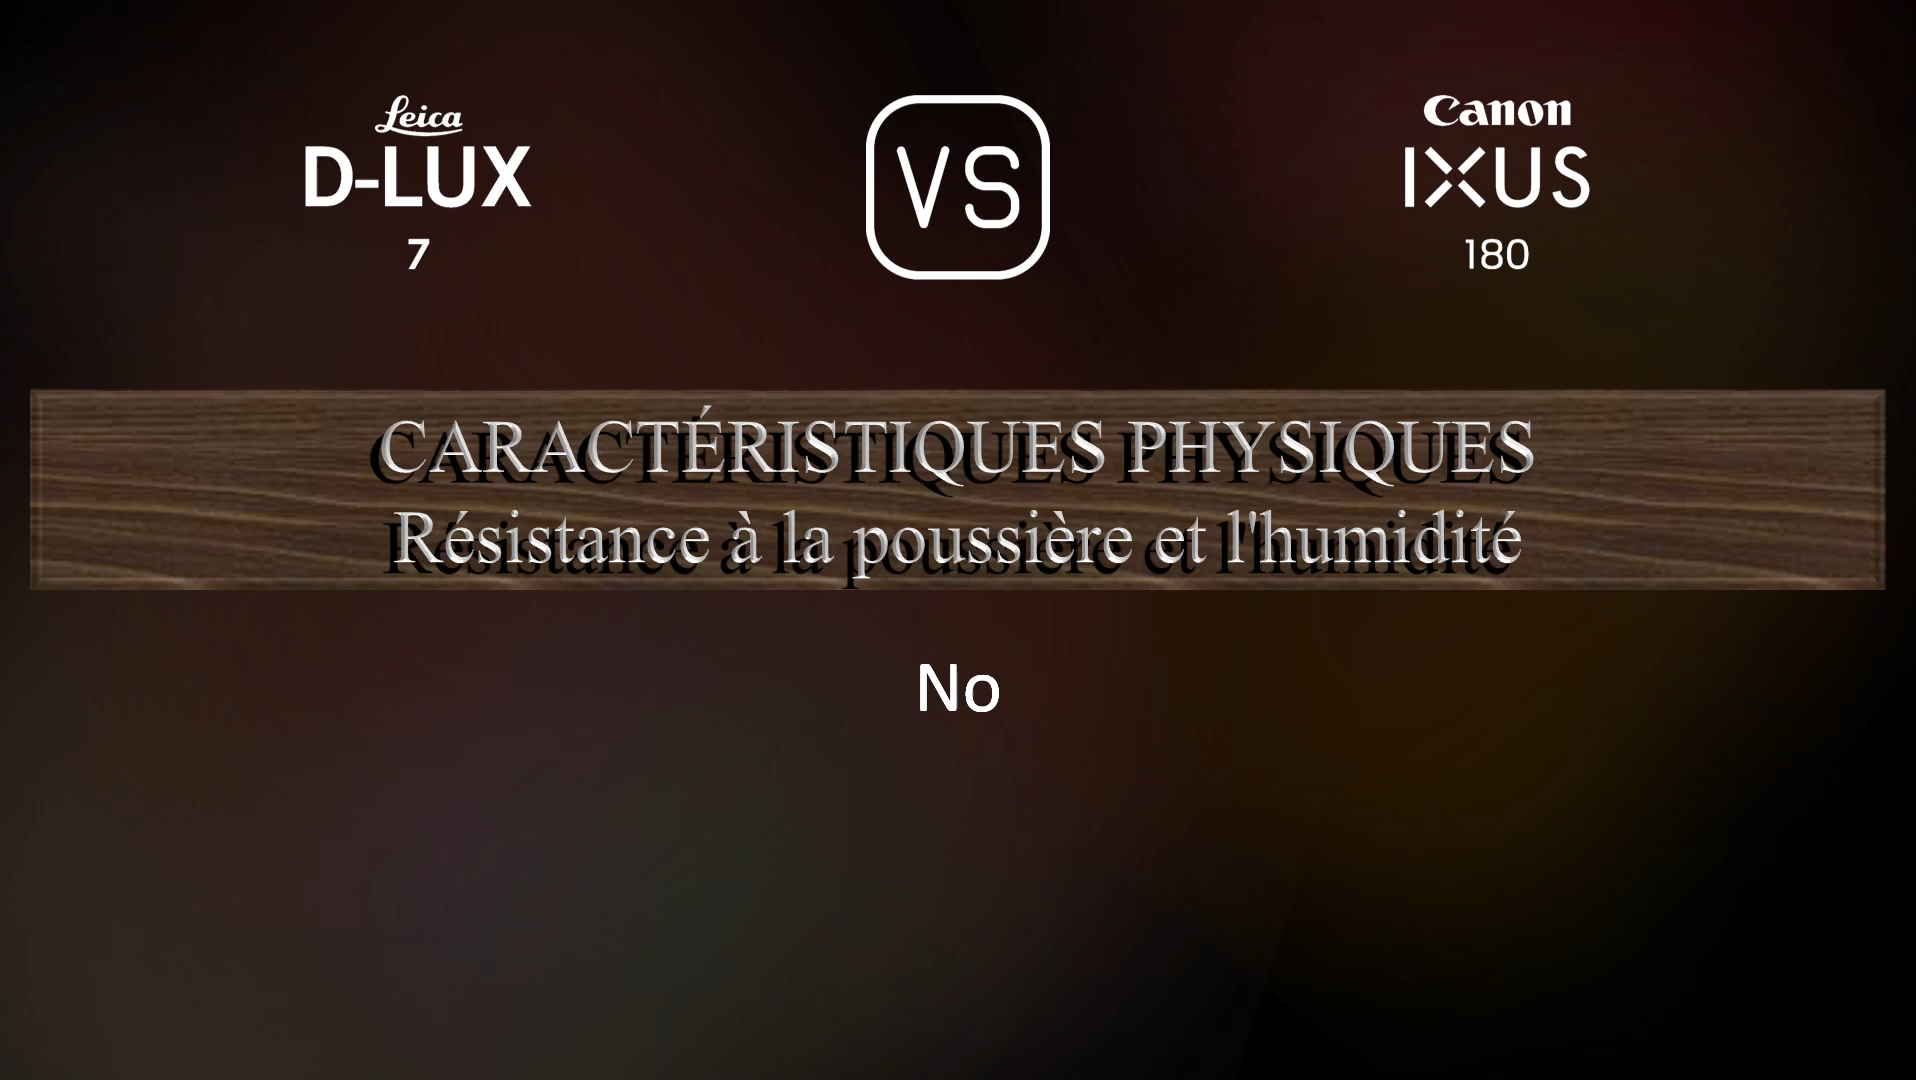 Leica
D-LUX
7
VS
Canon
IXUS
180
CARACTÉRISTIQUES PHYSIQUES
Résistance à la poussière et l'humidité
No